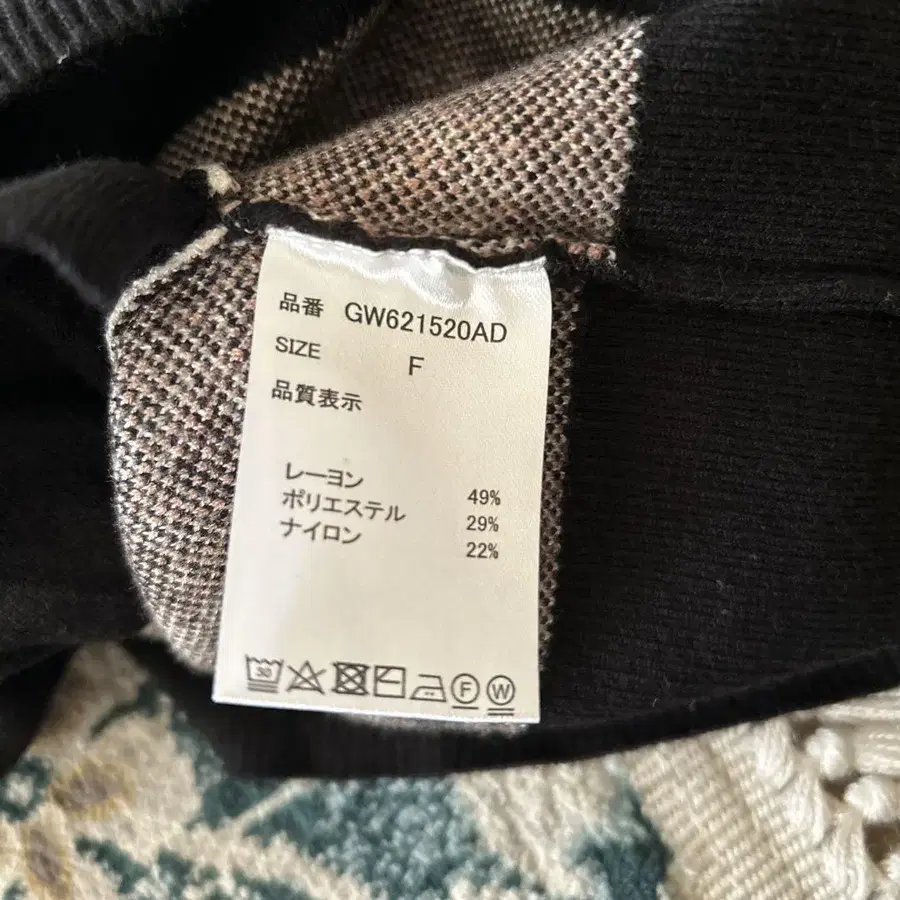 品番 GW621520AD
SIZE F
品質表示
レーヨン 49%
ポリエステル 29%
ナイロン 22%
30 F W